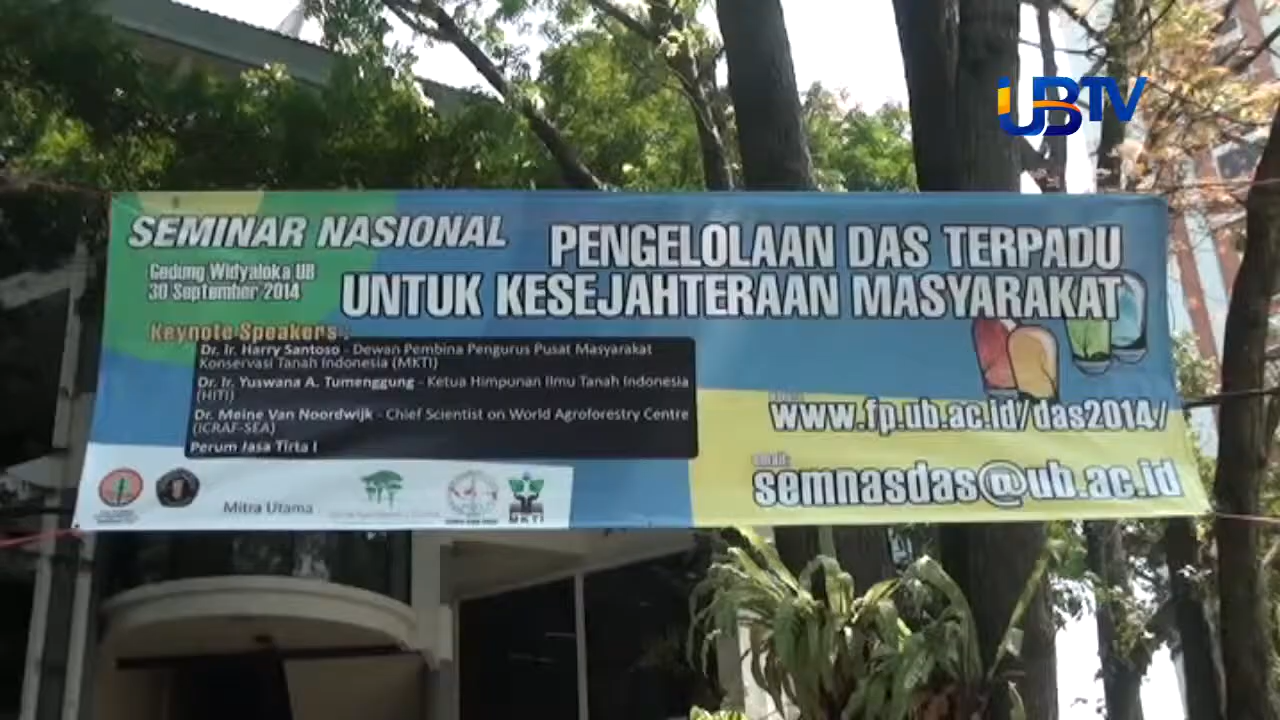 UBTV
SEMINAR NASIONAL
Gedung Widyaloka UB
30 September 2014
PENGELOLAAN DAS TERPADU
UNTUK KESEJAHTERAAN MASYARAKAT
Keynote Speakers :
Dr. Ir. Harry Santoso - Dewan Pembina Pengurus Pusat Masyarakat
Konservasi Tanah Indonesia (MKTI)
Dr. Ir. Yuswana A. Tumenggung - Ketua Himpunan Ilmu Tanah Indonesia
(HITI)
Dr. Meine Van Noordwijk - Chief Scientist on World Agroforestry Centre
(ICRAF-SEA)
Perum Jasa Tirta I
www.fp.ub.ac.id/das2014/
email:
semnasdas@ub.ac.id
Mitra Utama
MKTI